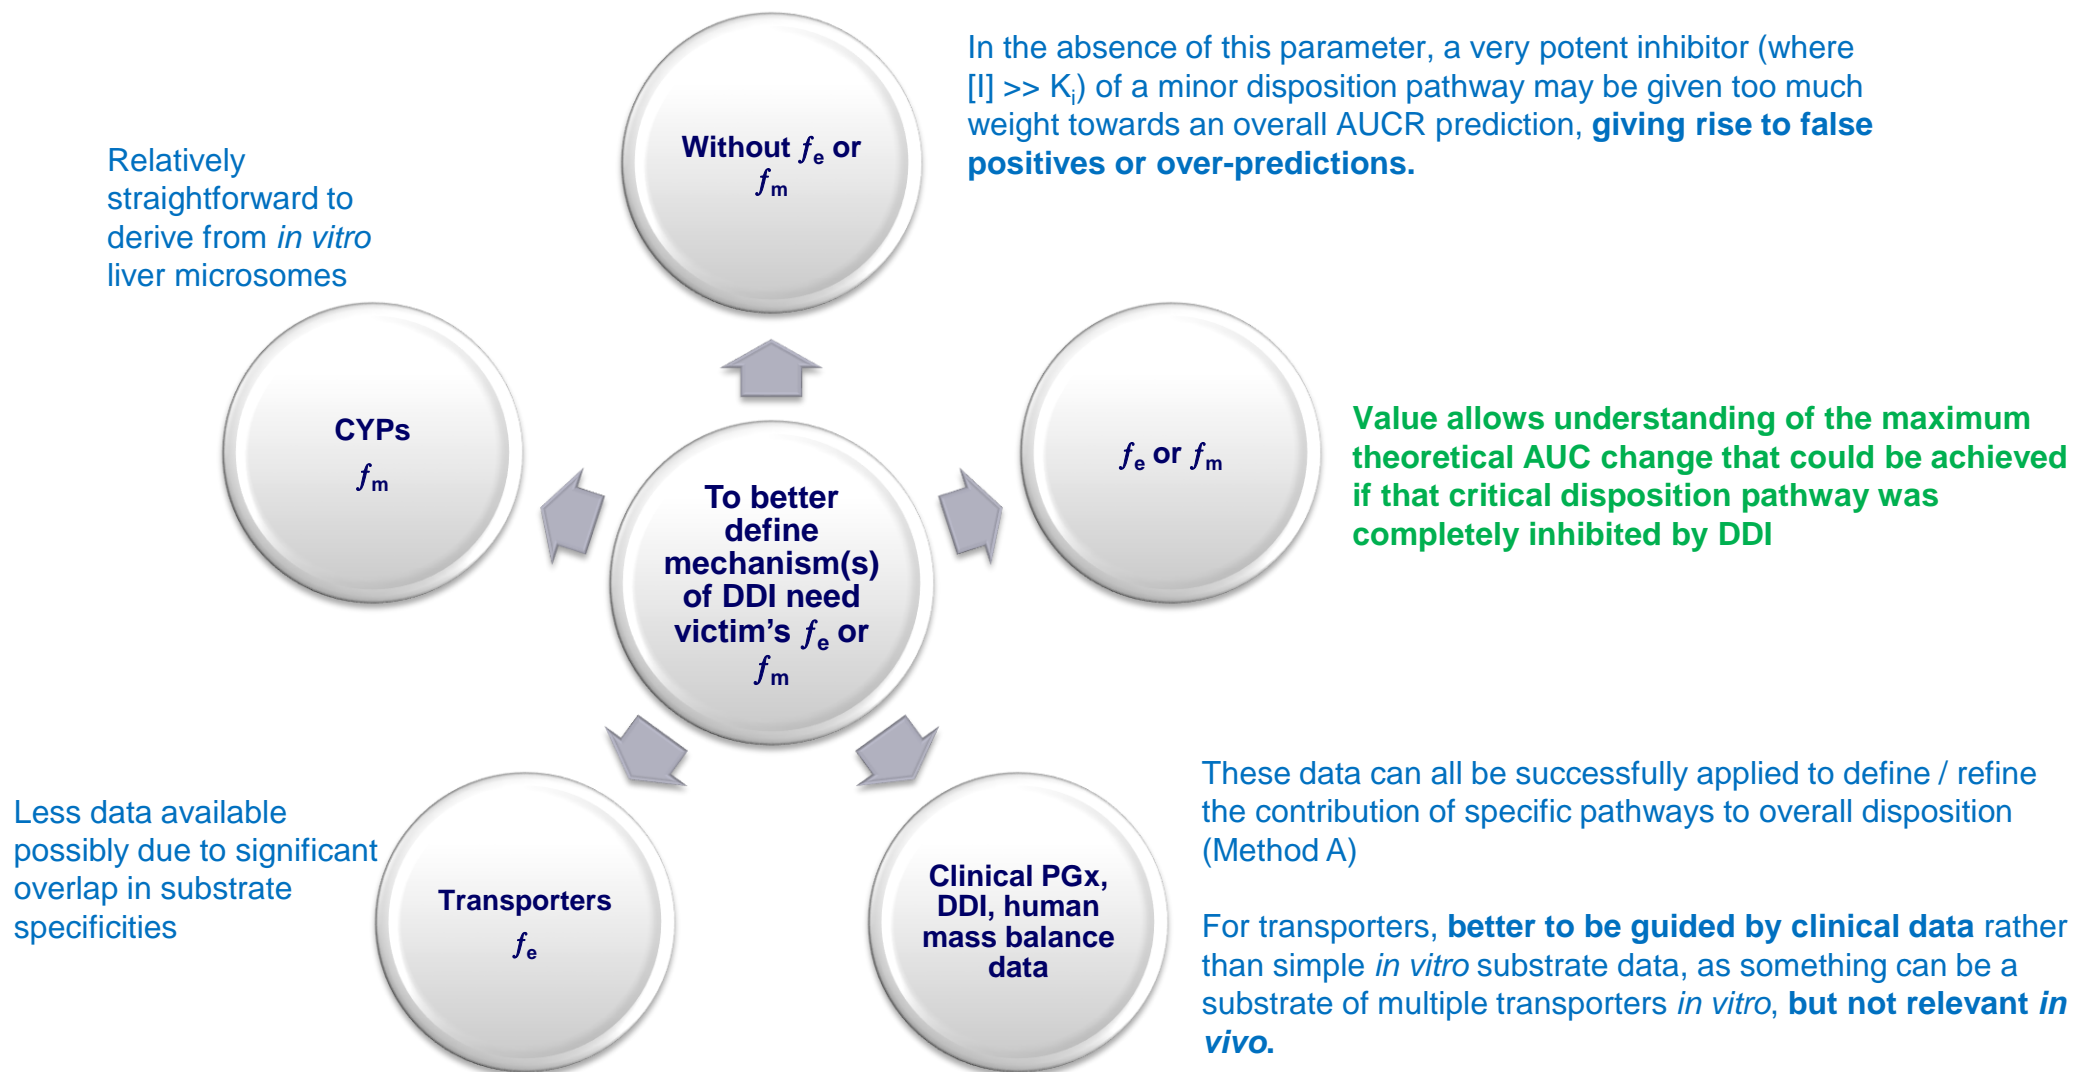 In the absence of this parameter, a very potent inhibitor (where
[I] >> Ki) of a minor disposition pathway may be given too much
weight towards an overall AUCR prediction, giving rise to false
positives or over-predictions.
Without fe or
fm
Relatively
straightforward to
derive from in vitro
liver microsomes
CYPs
fm
fe or fm
Value allows understanding of the maximum
theoretical AUC change that could be achieved
if that critical disposition pathway was
completely inhibited by DDI
To better
define
mechanism(s)
of DDI need
victim’s fe or
fm
Less data available
possibly due to significant
overlap in substrate
specificities
Transporters
fe
Clinical PGx,
DDI, human
mass balance
data
These data can all be successfully applied to define / refine
the contribution of specific pathways to overall disposition
(Method A)
For transporters, better to be guided by clinical data rather
than simple in vitro substrate data, as something can be a
substrate of multiple transporters in vitro, but not relevant in
vivo.